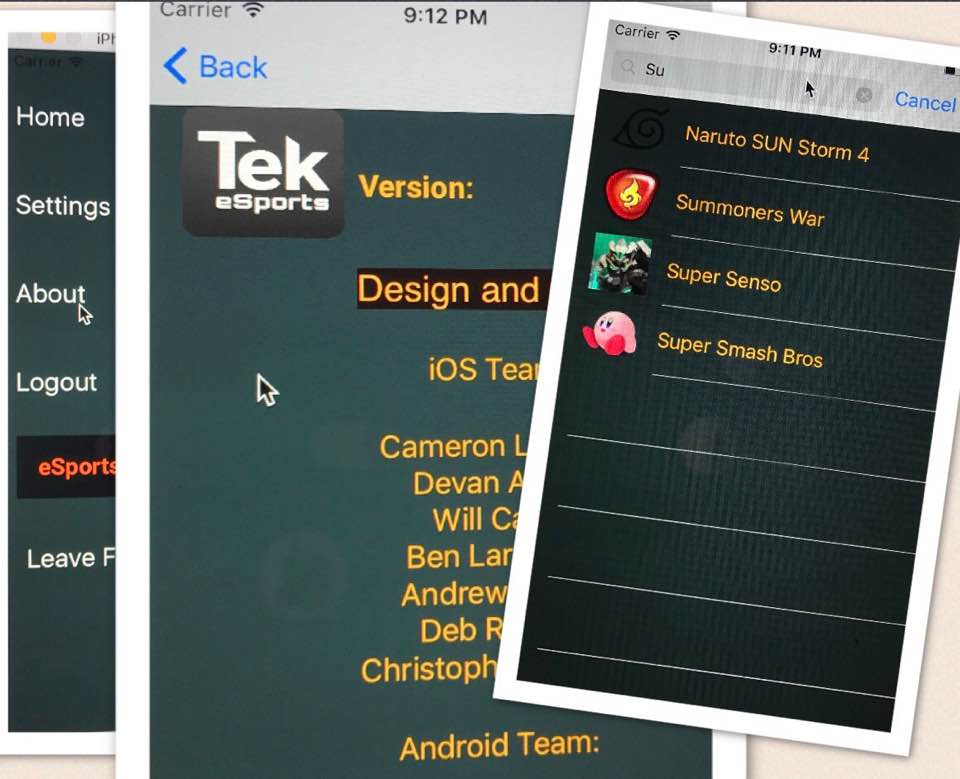 iPh
Carrier
Home
Settings
About
Logout
eSports
Leave F
Carrier
9:12 PM
Back
Tek
eSports
Version:
Design and
iOS Tea
Cameron L
Devan A
Will Ca
Ben Lar
Andrew
Deb R
Christoph
Android Team:
Carrier
9:11 PM
Su
Cancel
Naruto SUN Storm 4
Summoners War
Super Senso
Super Smash Bros